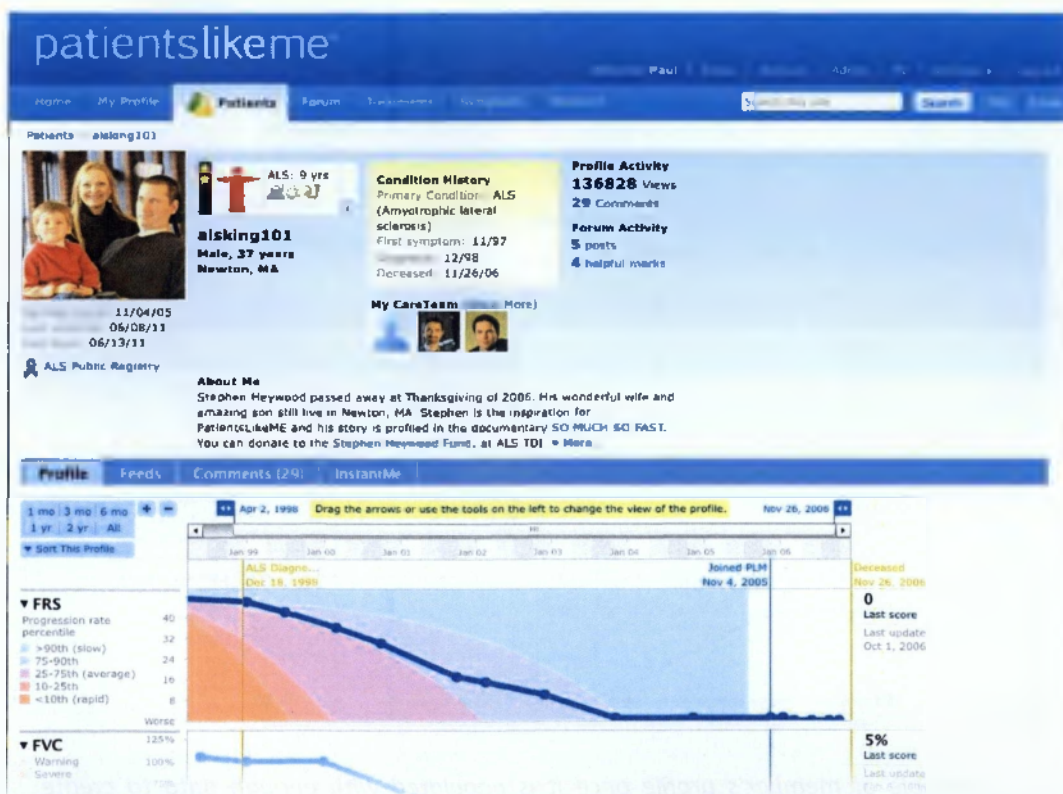 patientslikeme
Paul
Home My Profile Patients Forum Search
Patients alsking101
ALS: 9 yrs
alsking101
Male, 37 years
Newton, MA
Condition History
Primary Condition: ALS
(Amyotrophic lateral
sclerosis)
First symptom: 11/97
12/98
Deceased: 11/26/06
My CareTeam More)
Profile Activity
136828 Views
29 Comments
Forum Activity
5 posts
4 helpful marks
11/04/05
06/08/11
06/13/11
ALS Public Registry
About Me
Stephen Heywood passed away at Thanksgiving of 2006. His wonderful wife and
amazing son still live in Newton, MA. Stephen is the inspiration for
PatientsLikeME and his story is profiled in the documentary SO MUCH SO FAST.
You can donate to the Stephen Heywood Fund, at ALS TDI More
Profile Feeds Comments (29) InstantMe
1 mo 3 mo 6 mo + −
1 yr 2 yr All
Sort This Profile
Apr 2, 1998 Drag the arrows or use the tools on the left to change the view of the profile. Nov 26, 2006
Jan 99 Jan 00 Jan 01 Jan 02 Jan 03 Jan 04 Jan 05 Jan 06
ALS Diagno... Joined PLM Deceased
Dec 18, 1998 Nov 4, 2005 Nov 26, 2006
FRS
Progression rate
percentile
>90th (slow)
75-90th
25-75th (average)
10-25th
<10th (rapid)
40
32
24
16
8
Worse
0
Last score
Last update
Oct 1, 2006
FVC
Warning
Severe
125%
100%
5%
Last score
Last update